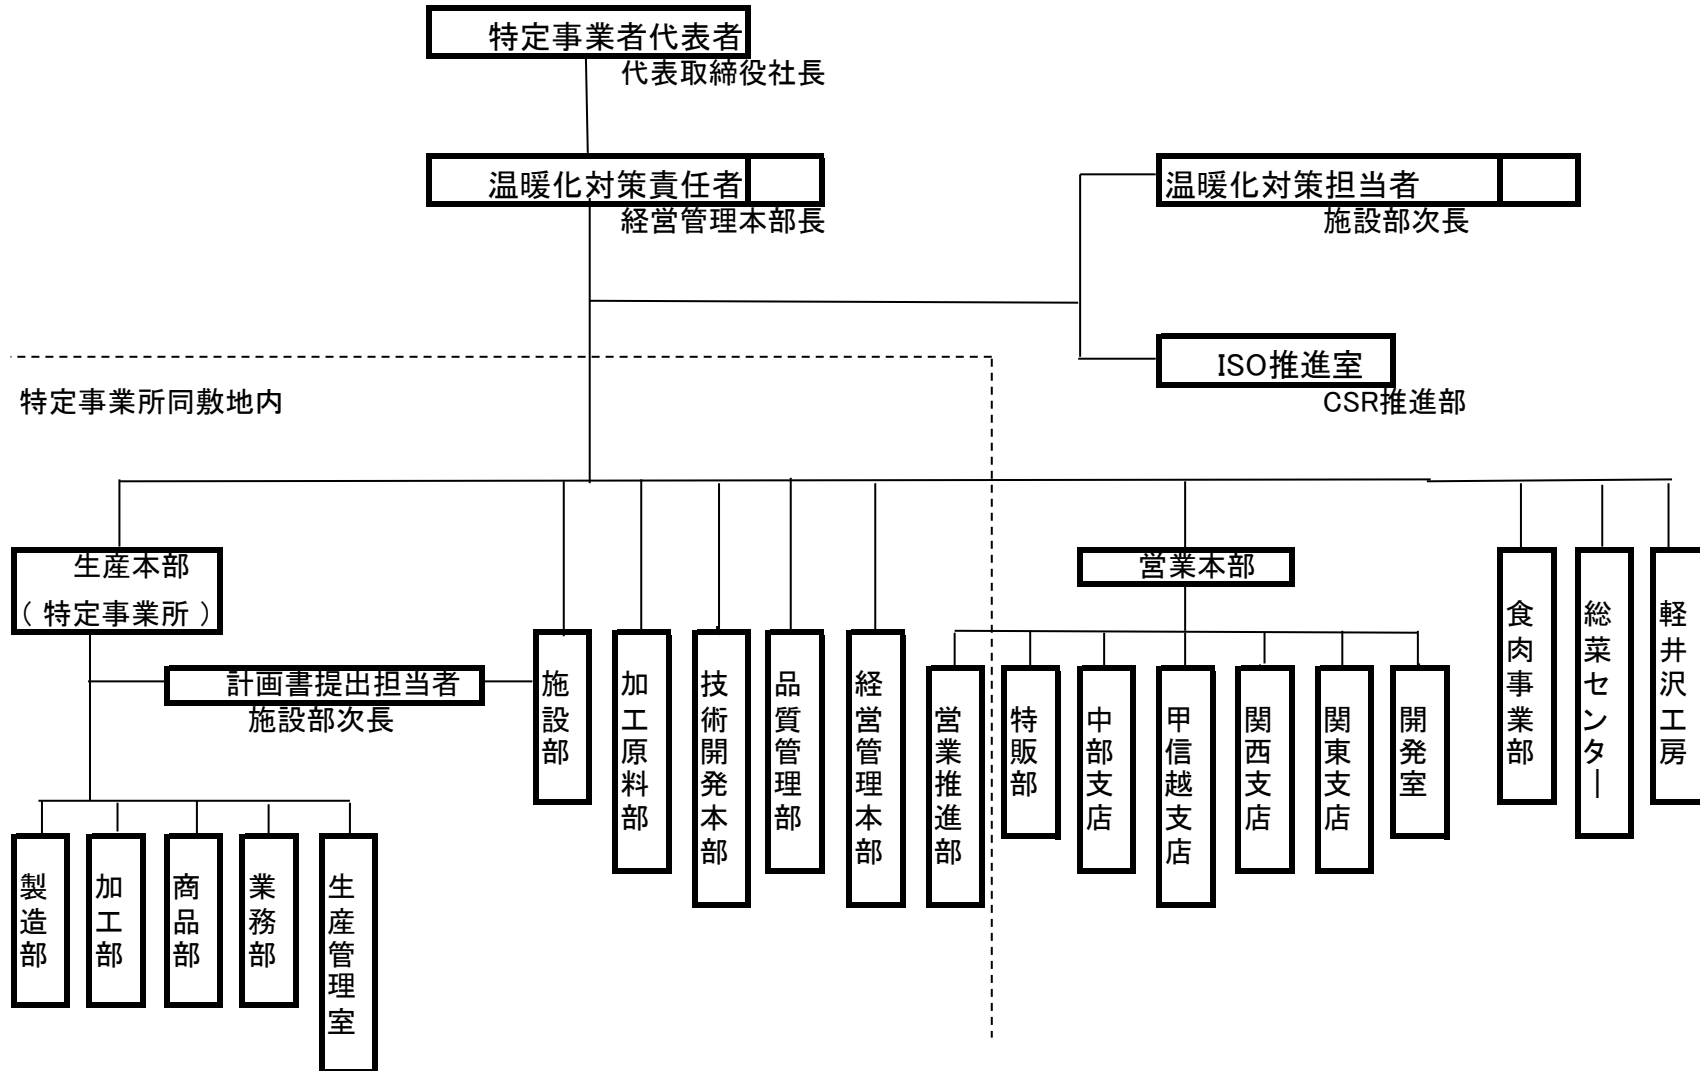 特定事業者代表者
代表取締役社長
温暖化対策責任者
経営管理本部長
温暖化対策担当者
施設部次長
ISO推進室
CSR推進部
特定事業所同敷地内
生産本部
（特定事業所）
営業本部
計画書提出担当者
施設部次長
施設部
加工原料部
技術開発本部
品質管理部
経営管理本部
営業推進部
特販部
中部支店
甲信越支店
関西支店
関東支店
開発室
食肉事業部
総菜センター
軽井沢工房
製造部
加工部
商品部
業務部
生産管理室